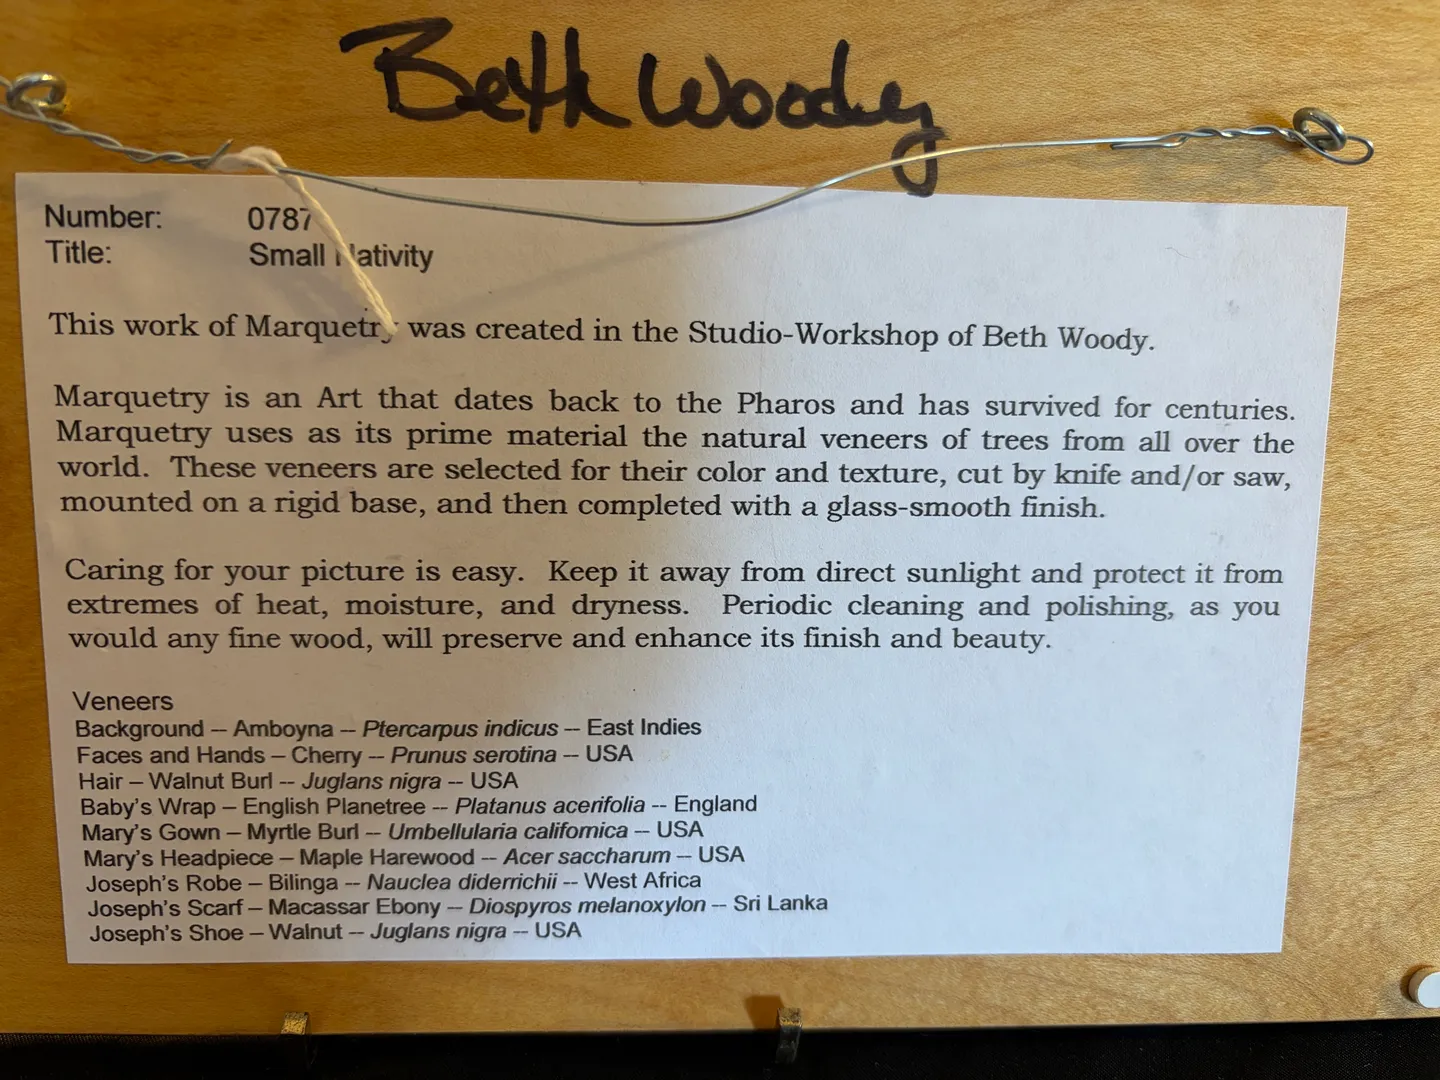 Beth Woody
Number: 0787
Title: Small Nativity
This work of Marquetry was created in the Studio-Workshop of Beth Woody.
Marquetry is an Art that dates back to the Pharos and has survived for centuries.
Marquetry uses as its prime material the natural veneers of trees from all over the
world. These veneers are selected for their color and texture, cut by knife and/or saw,
mounted on a rigid base, and then completed with a glass-smooth finish.
Caring for your picture is easy. Keep it away from direct sunlight and protect it from
extremes of heat, moisture, and dryness. Periodic cleaning and polishing, as you
would any fine wood, will preserve and enhance its finish and beauty.
Veneers
Background – Amboyna -- Ptercarpus indicus -- East Indies
Faces and Hands – Cherry -- Prunus serotina -- USA
Hair – Walnut Burl -- Juglans nigra -- USA
Baby's Wrap – English Planetree -- Platanus acerifolia -- England
Mary's Gown – Myrtle Burl -- Umbellularia californica -- USA
Mary's Headpiece – Maple Harewood -- Acer saccharum -- USA
Joseph's Robe – Bilinga -- Nauclea diderrichii -- West Africa
Joseph's Scarf – Macassar Ebony -- Diospyros melanoxylon -- Sri Lanka
Joseph's Shoe – Walnut -- Juglans nigra -- USA